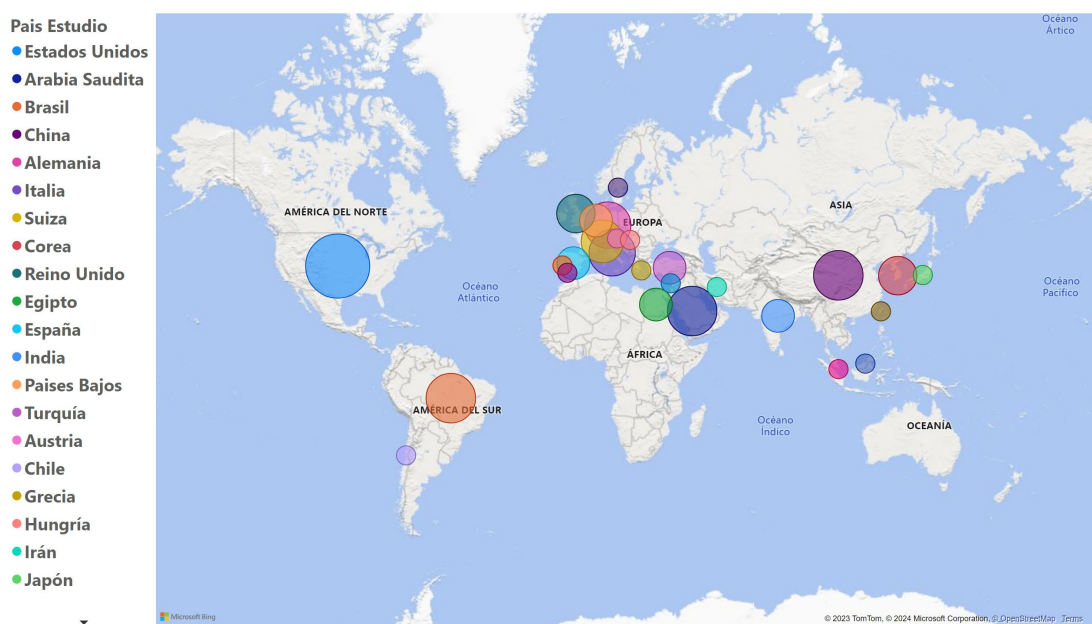 Pais Estudio
Estados Unidos
Arabia Saudita
Brasil
China
Alemania
Italia
Suiza
Corea
Reino Unido
Egipto
España
India
Paises Bajos
Turquía
Austria
Chile
Grecia
Hungría
Irán
Japón
Océano
Ártico
AMÉRICA DEL NORTE
EUROPA
ASIA
Océano
Atlántico
Océano
Pacífico
ÁFRICA
AMÉRICA DEL SUR
Océano
Índico
OCEANÍA
Microsoft Bing
© 2023 TomTom, © 2024 Microsoft Corporation, © OpenStreetMap Terms